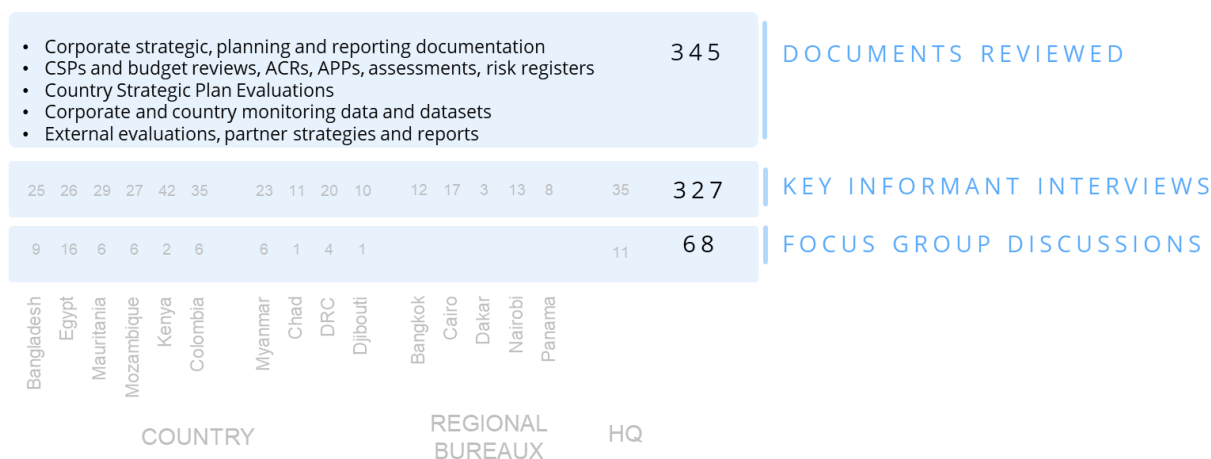 • Corporate strategic, planning and reporting documentation
• CSPs and budget reviews, ACRs, APPs, assessments, risk registers
• Country Strategic Plan Evaluations
• Corporate and country monitoring data and datasets
• External evaluations, partner strategies and reports
345 DOCUMENTS REVIEWED
25 26 29 27 42 35 23 11 20 10 12 17 3 13 8 35 327 KEY INFORMANT INTERVIEWS
9 16 6 6 2 6 6 1 4 1 11 68 FOCUS GROUP DISCUSSIONS
Bangladesh
Egypt
Mauritania
Mozambique
Kenya
Colombia
Myanmar
Chad
DRC
Djibouti
Bangkok
Cairo
Dakar
Nairobi
Panama
COUNTRY
REGIONAL
BUREAUX
HQ